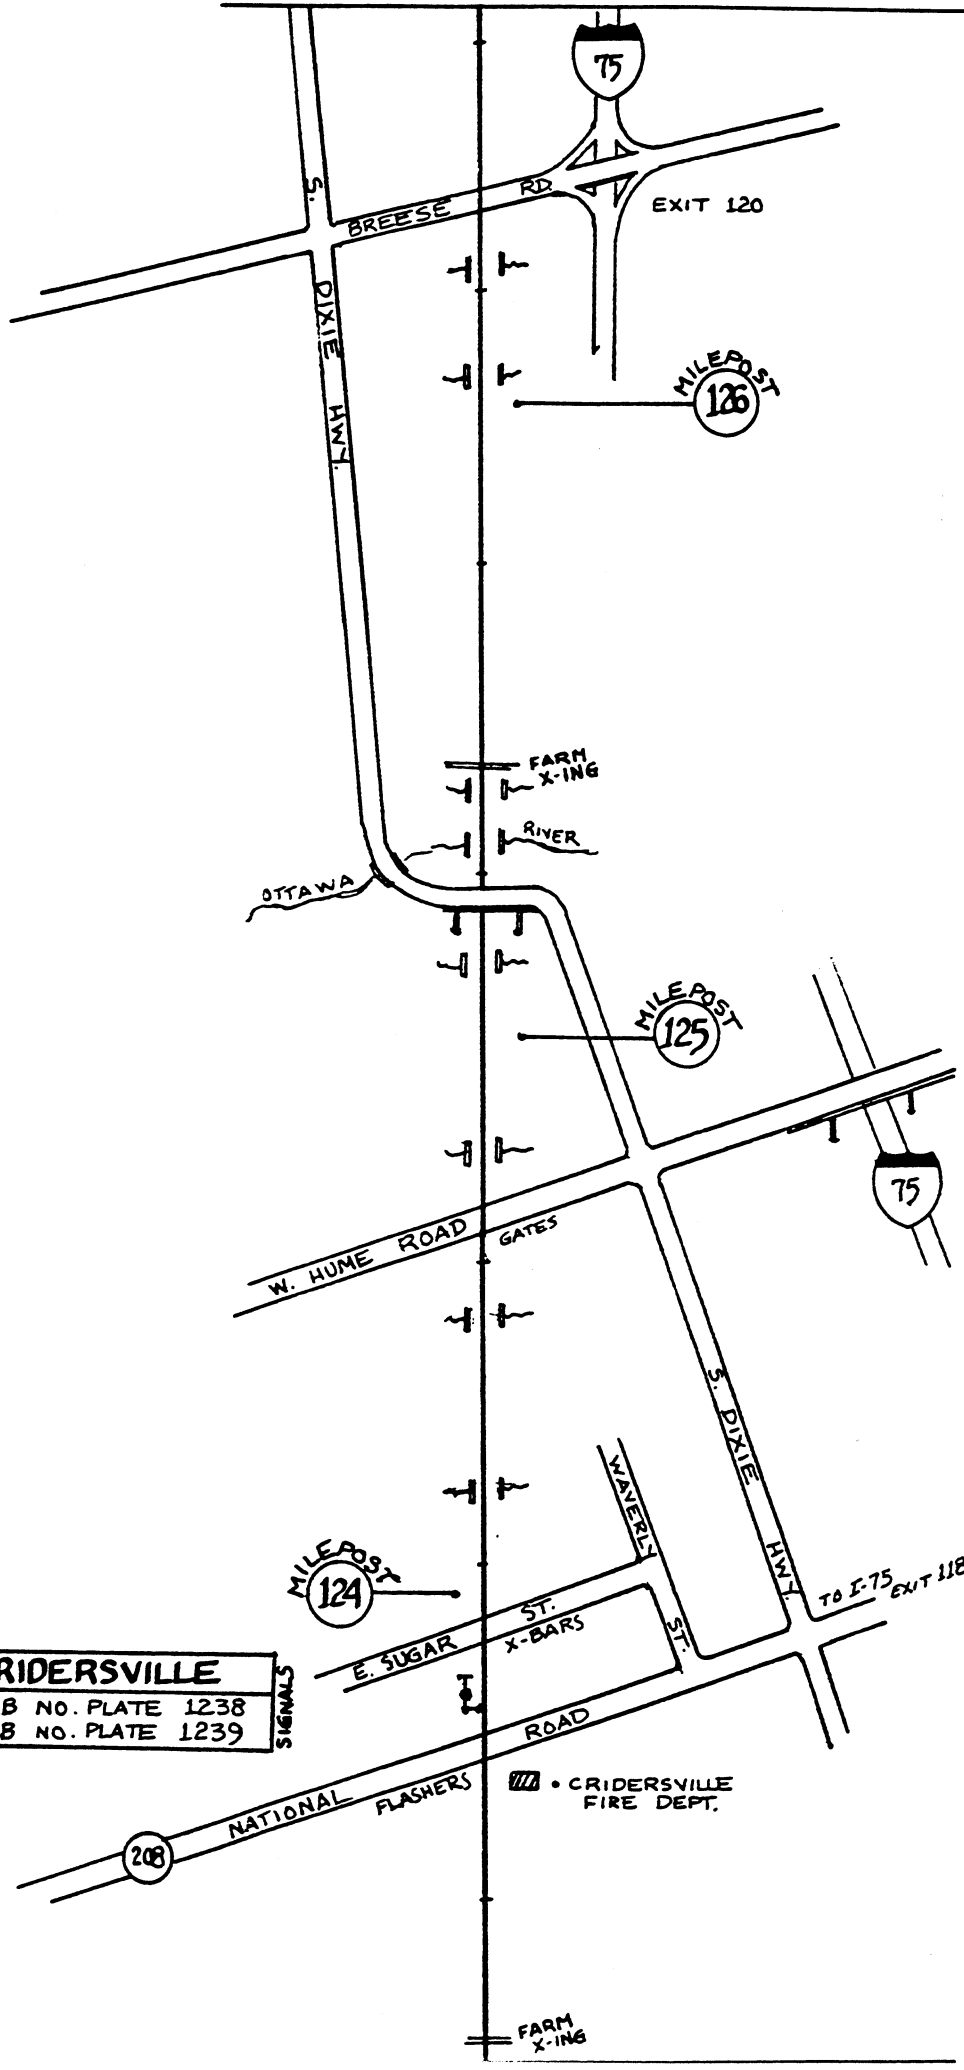 75
S. DIXIE HWY.
BREESE RD.
EXIT 120
MILEPOST
126
FARM
X-ING
RIVER
OTTAWA
MILEPOST
125
75
W. HUME ROAD
GATES
S. DIXIE HWY.
WAVERLY ST.
MILEPOST
124
TO I-75 EXIT 118
E. SUGAR ST.
X-BARS
RIDERSVILLE
B NO. PLATE 1238
B NO. PLATE 1239
SIGNALS
NATIONAL ROAD
FLASHERS
208
• CRIDERSVILLE
FIRE DEPT.
FARM
X-ING